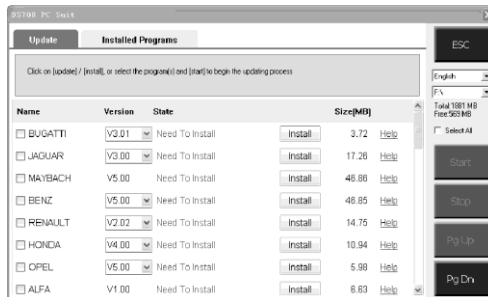 DS708 PC Suit
Update Installed Programs
Click on [update] / [install], or select the program(s) and [start] to begin the updating process
Name Version State Size[MB]
BUGATTI V3.01 Need To Install Install 3.72 Help
JAGUAR V3.00 Need To Install Install 17.26 Help
MAYBACH V5.00 Need To Install Install 46.86 Help
BENZ V5.00 Need To Install Install 46.85 Help
RENAULT V2.02 Need To Install Install 14.75 Help
HONDA V4.00 Need To Install Install 10.94 Help
OPEL V5.00 Need To Install Install 5.98 Help
ALFA V1.00 Need To Install Install 6.63 Help
ESC
English
F:\
Total:1881 MB
Free:569 MB
Select All
Start
Stop
Pg Up
Pg Dn